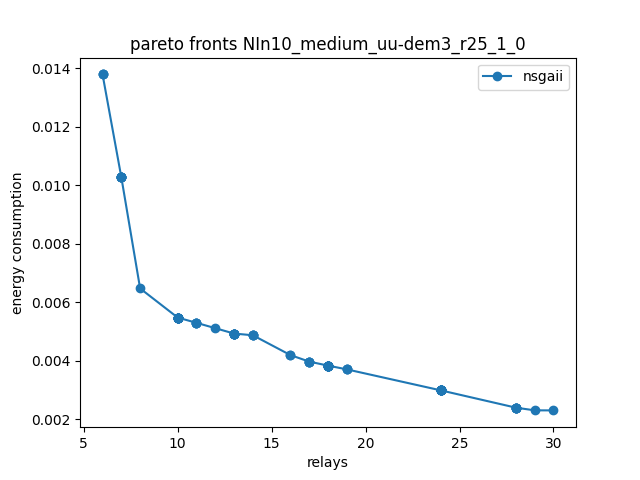 pareto fronts NIn10_medium_uu-dem3_r25_1_0
nsgaii
energy consumption
0.014
0.012
0.010
0.008
0.006
0.004
0.002
5 10 15 20 25 30
relays